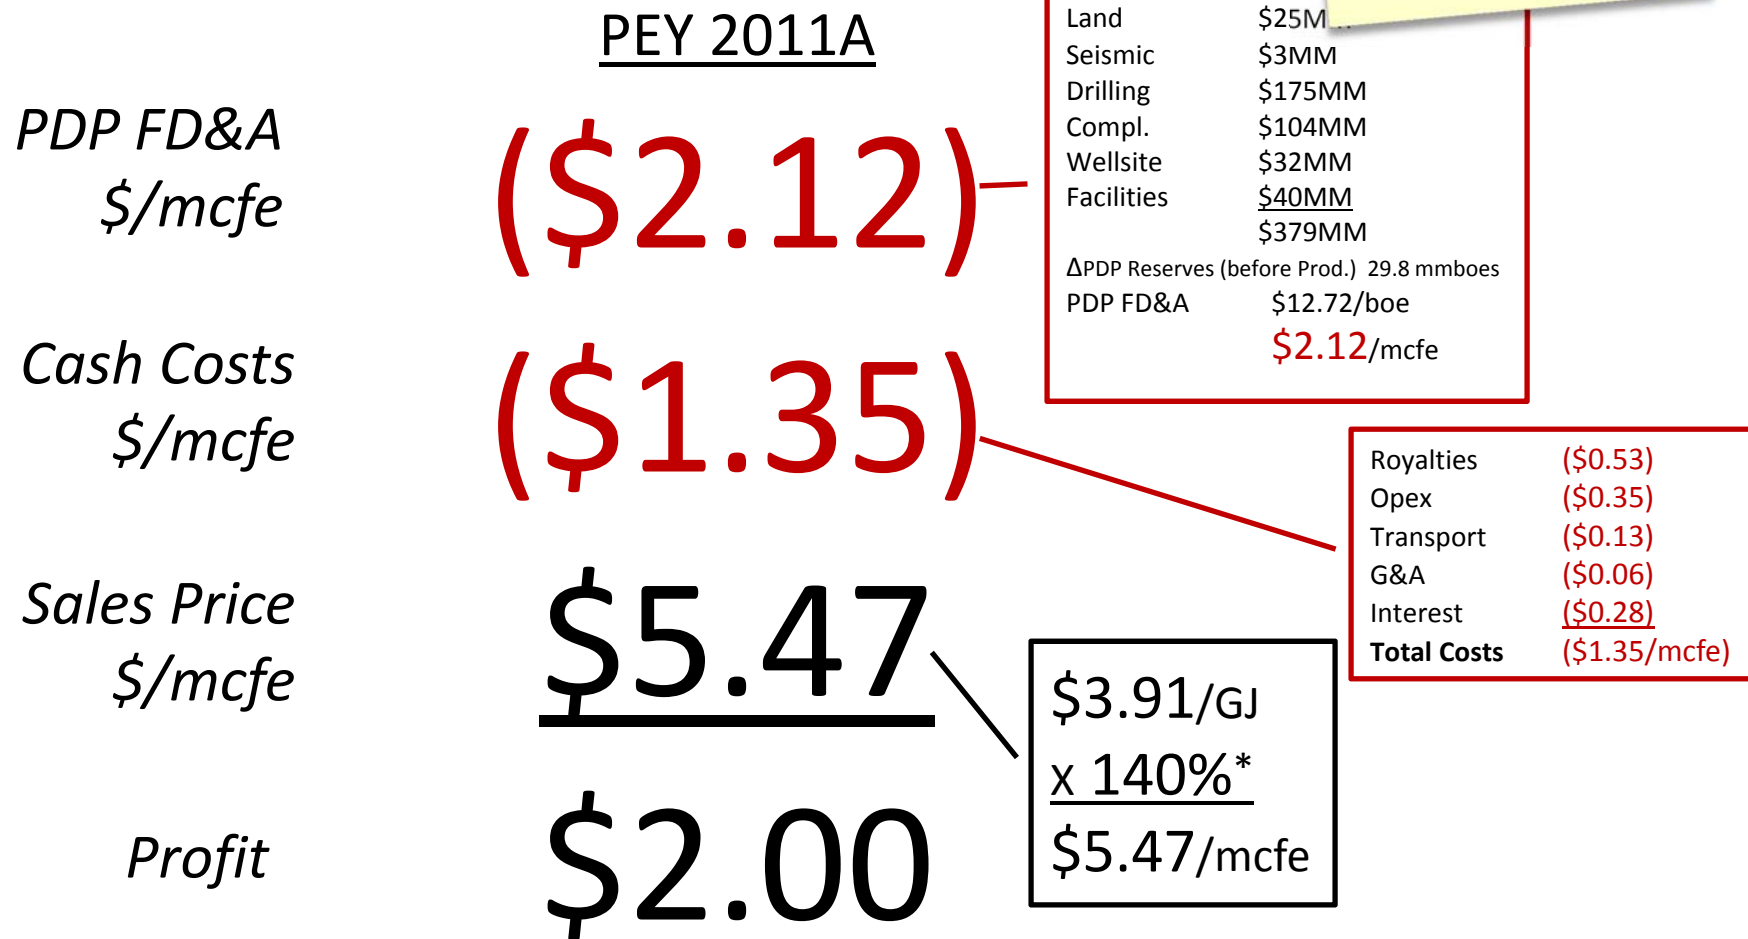 PEY 2011A
PDP FD&A
$/mcfe
($2.12)
Land $25M
Seismic $3MM
Drilling $175MM
Compl. $104MM
Wellsite $32MM
Facilities $40MM
$379MM
ΔPDP Reserves (before Prod.) 29.8 mmboes
PDP FD&A $12.72/boe
$2.12/mcfe
Cash Costs
$/mcfe
($1.35)
Royalties ($0.53)
Opex ($0.35)
Transport ($0.13)
G&A ($0.06)
Interest ($0.28)
Total Costs ($1.35/mcfe)
Sales Price
$/mcfe
$5.47
$3.91/GJ
x 140%*
$5.47/mcfe
Profit
$2.00